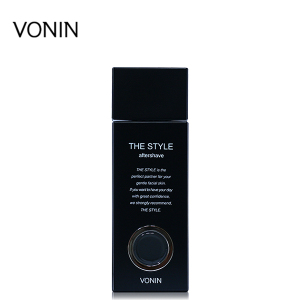 VONIN
THE STYLE
aftershave
THE STYLE is the
perfect partner for your
gentle facial skin.
If you want to have your day
with great confidence,
we strongly recommend,
THE STYLE.
VONIN